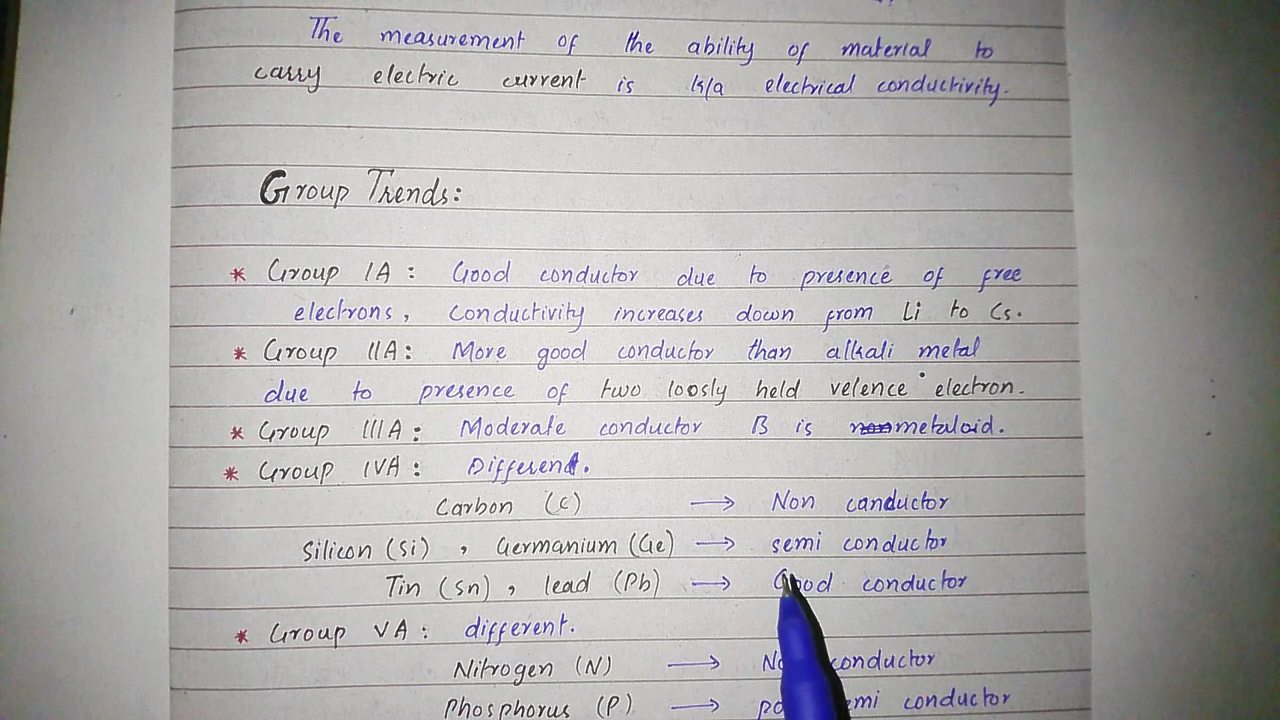 The measurement of the ability of material to
carry electric current is k/a electrical conductivity.
Group Trends:
* Group IA: Good conductor due to presence of free
electrons, conductivity increases down from Li to Cs.
* Group IIA: More good conductor than alkali metal
due to presence of two loosly held velence electron.
* Group IIIA: Moderate conductor B is metaloid.
* Group IVA: Different.
Carbon (C) → Non canductor
Silicon (Si) , Germanium (Ge) → semi conductor
Tin (Sn) , lead (Pb) → Good conductor
* Group VA: different.
Nitrogen (N) → conductor
Phosphorus (P) → conductor